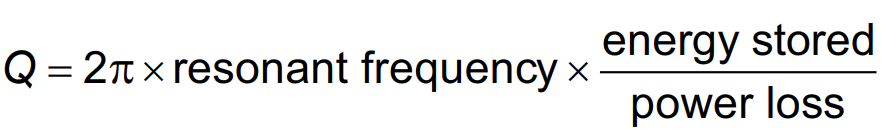 Q = 2π × resonant frequency × energy stored
power loss